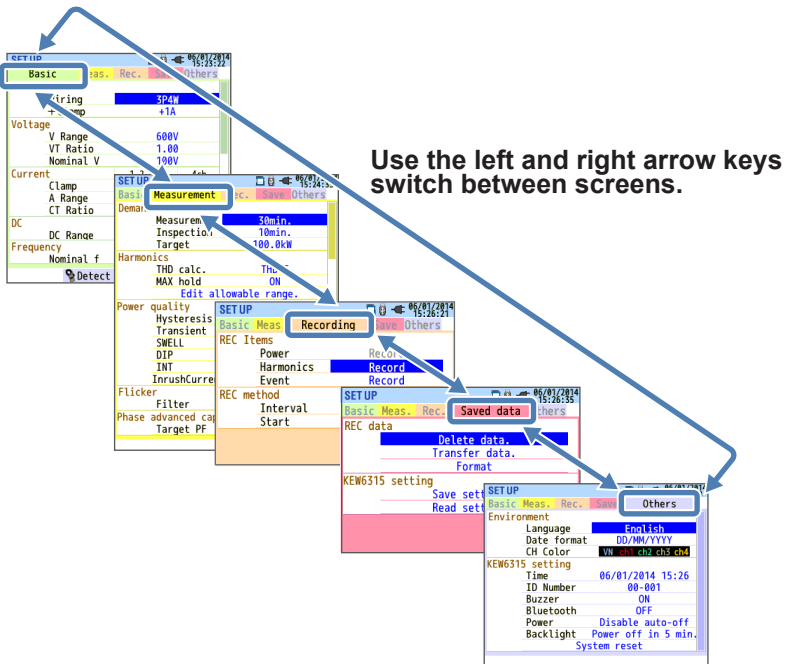 SET UP
06/01/2014
15:23:22
Basic Rec. Others
3P4W
+1A
Voltage
V Range 600V
VT Ratio 1.00
Nominal V 100V
Current
Clamp
A Range
CT Ratio
DC
DC Range
Frequency
Nominal f
Detect
Use the left and right arrow keys
switch between screens.
SET UP
Measurement Save Others
30min.
Inspection 10min.
Target 100.0kW
Harmonics
THD calc.
MAX hold ON
Edit allowable range.
Power quality
Hysteresis
Transient
SWELL
DIP
INT
Flicker
Filter
Phase advanced
Target PF
SET UP 06/01/2014
15:26:21
Basic Meas Recording Others
REC Items
Power
Harmonics Record
Event Record
REC method
Interval
Start
SET UP 06/01/2014
15:26:35
Basic Meas. Rec. Saved data
REC data
Delete data.
Transfer data.
Format
KEW6315 setting
Save
Read
SET UP
Basic Meas. Rec. Others
Environment
Language English
Date format DD/MM/YYYY
CH Color VN ch1 ch2 ch3 ch4
KEW6315 setting
Time 06/01/2014 15:26
ID Number 00-001
Buzzer ON
Bluetooth OFF
Power Disable auto-off
Backlight Power off in 5 min.
System reset